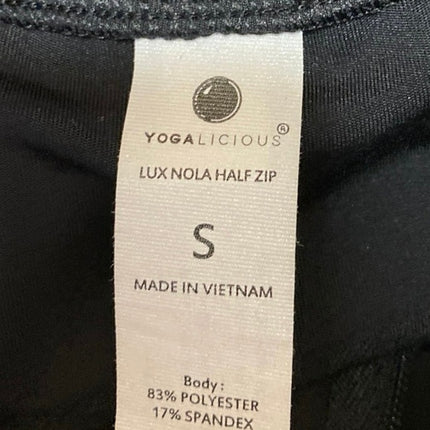 YOGALICIOUS®
LUX NOLA HALF ZIP
S
MADE IN VIETNAM
Body:
83% POLYESTER
17% SPANDEX